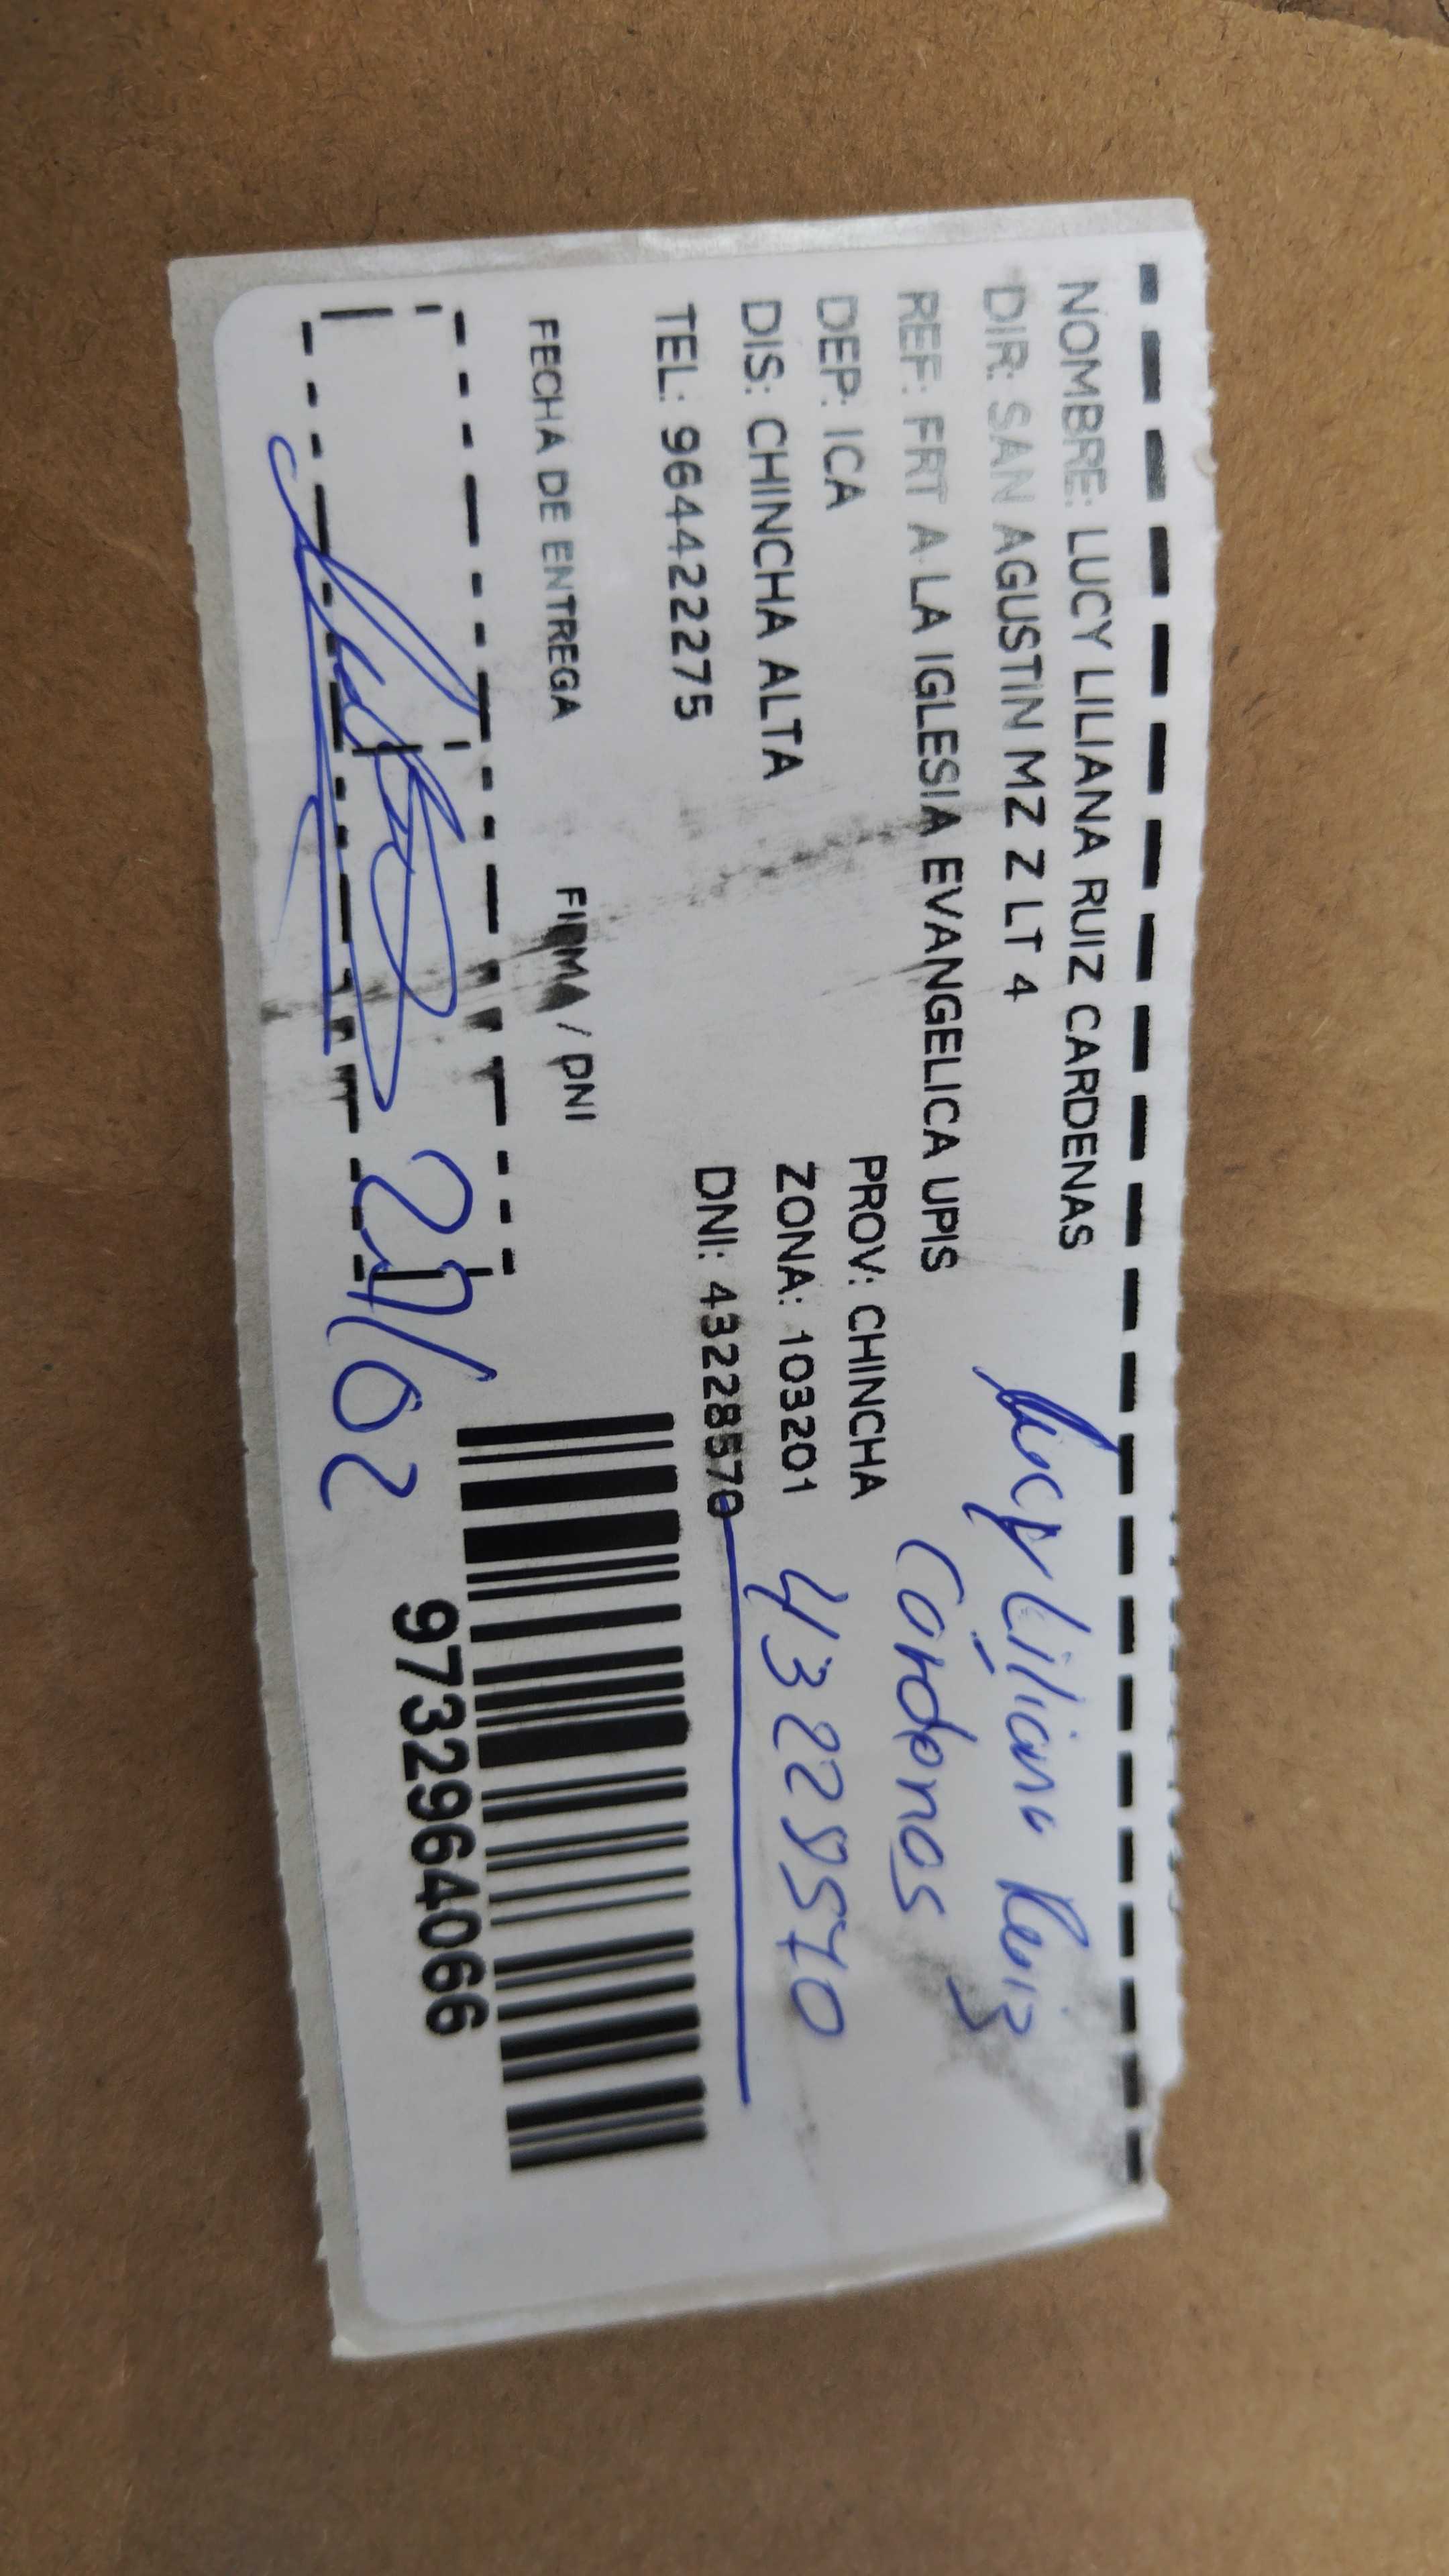 NOMBRE: LUCY LILIANA RUIZ CARDENAS
DIR: SAN AGUSTIN MZ Z LT 4
Lucy Liliana Ruiz
REF: FRT A LA IGLESIA EVANGELICA UPIS
Cardenas
DEP: ICA PROV: CHINCHA
DIS: CHINCHA ALTA ZONA: 103201
43228570
TEL: 964422275 DNI: 43228570
FECHA DE ENTREGA FIRMA / DNI
9732964066
/02